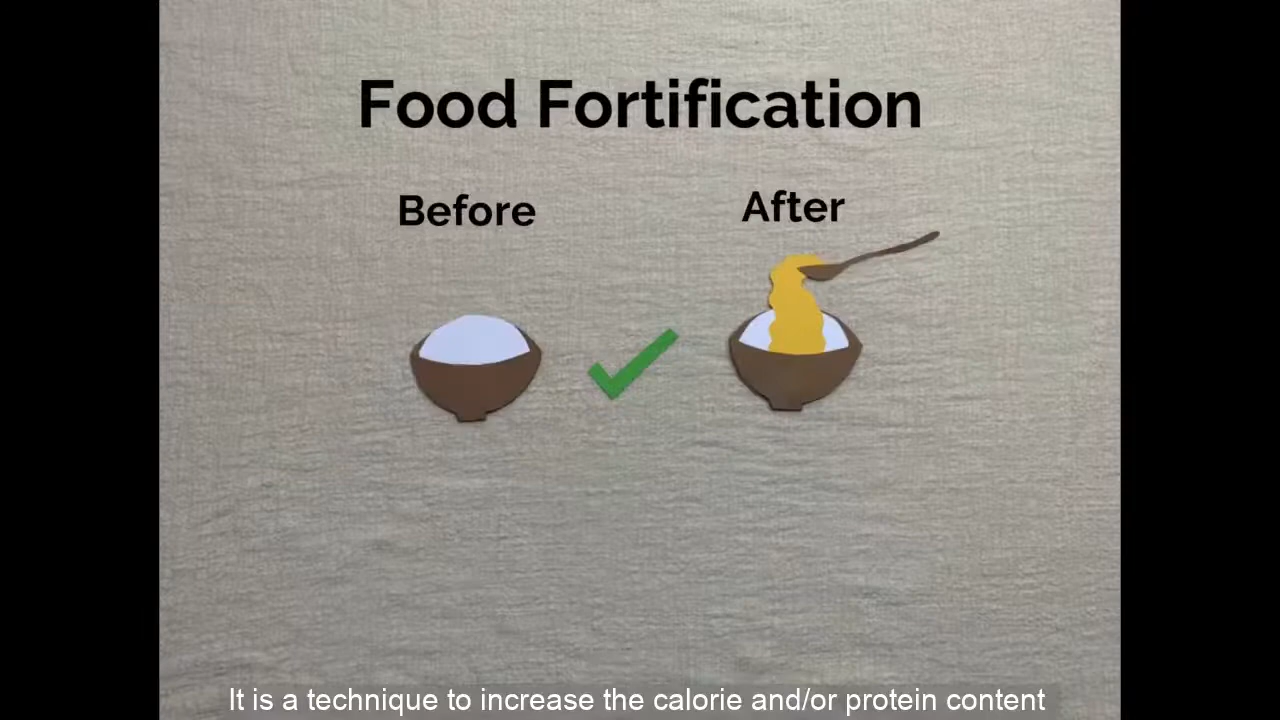 Food Fortification
Before
After
It is a technique to increase the calorie and/or protein content